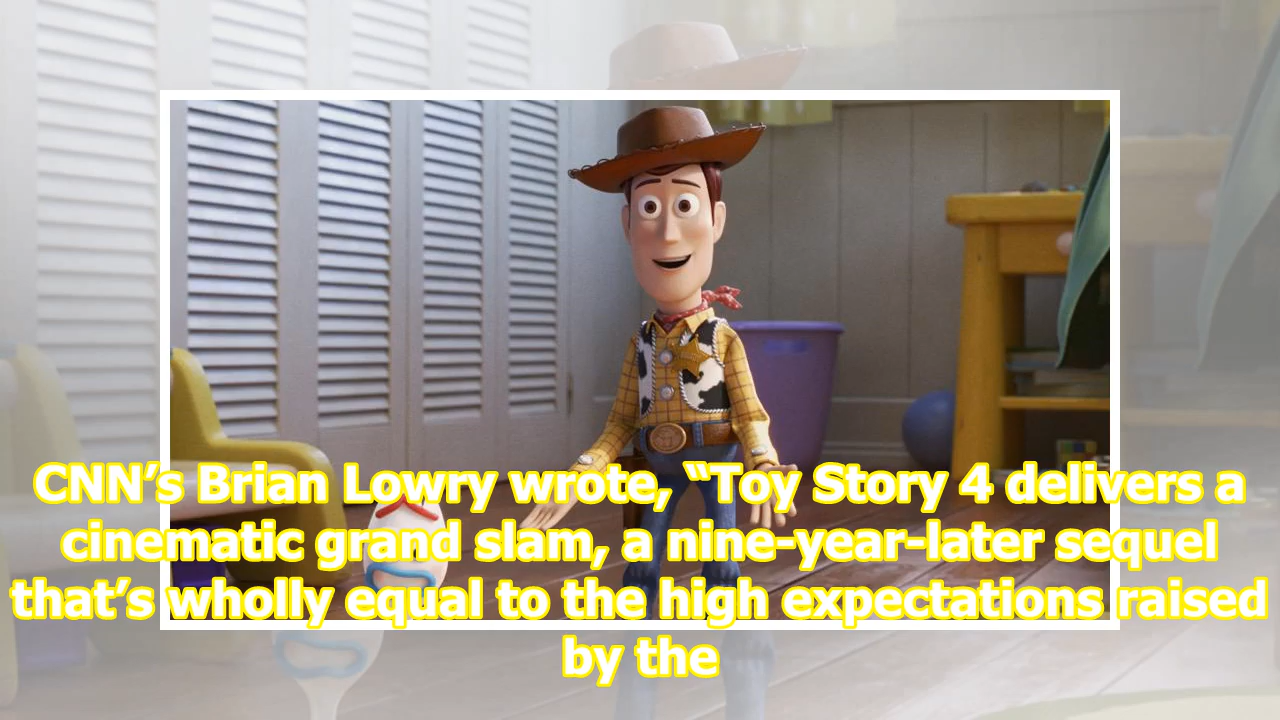 CNN’s Brian Lowry wrote, “Toy Story 4 delivers a
cinematic grand slam, a nine-year-later sequel
that’s wholly equal to the high expectations raised
by the